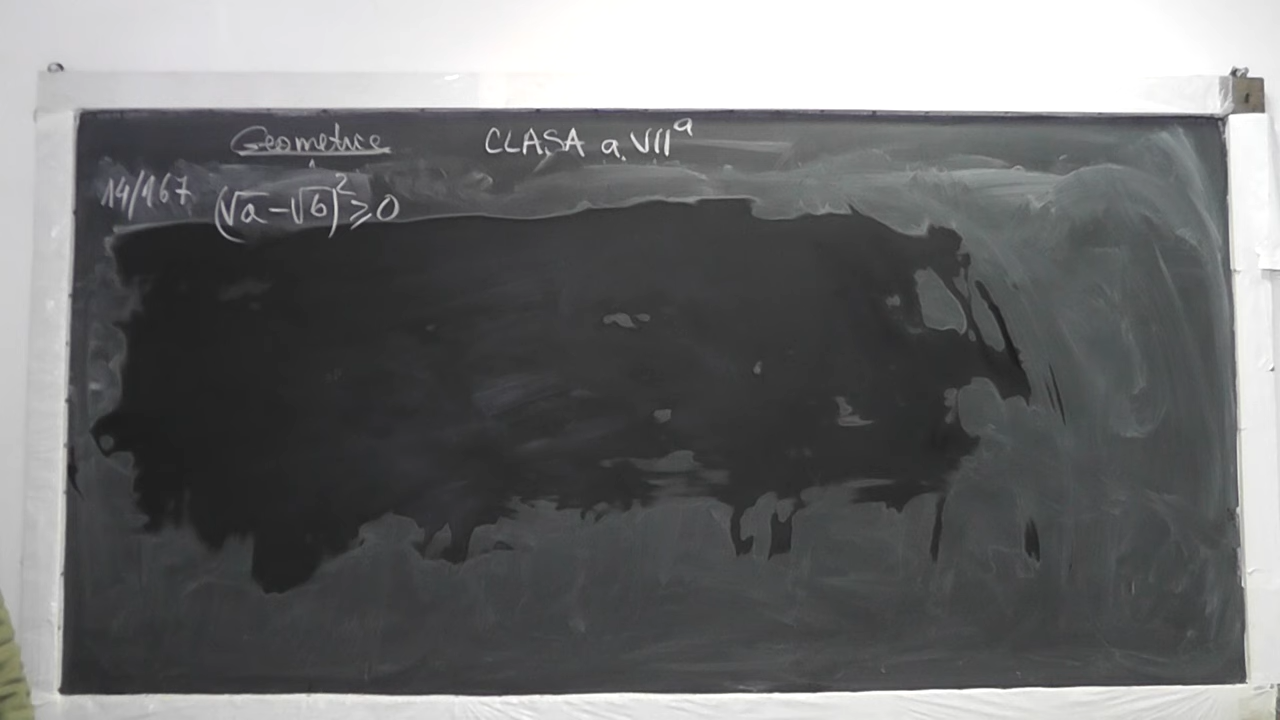 Geometrie CLASA a VII a
14/167 (√a-√b)² ≥ 0